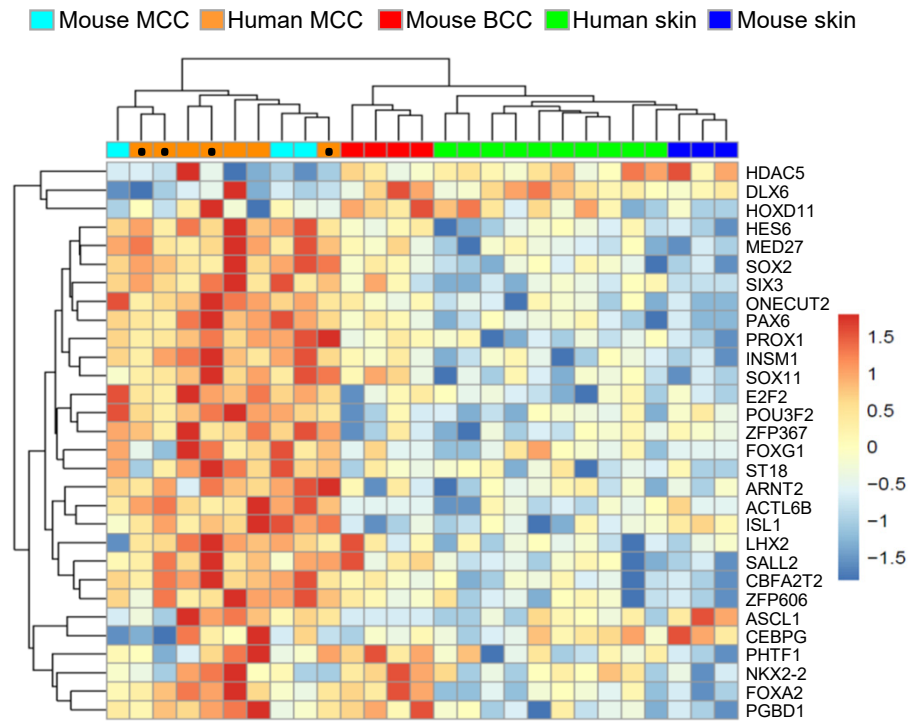 Mouse MCC Human MCC Mouse BCC Human skin Mouse skin
HDAC5
DLX6
HOXD11
HES6
MED27
SOX2
SIX3
ONECUT2
PAX6
PROX1
INSM1
SOX11
E2F2
POU3F2
ZFP367
FOXG1
ST18
ARNT2
ACTL6B
ISL1
LHX2
SALL2
CBFA2T2
ZFP606
ASCL1
CEBPG
PHTF1
NKX2-2
FOXA2
PGBD1
1.5
1
0.5
0
−0.5
−1
−1.5